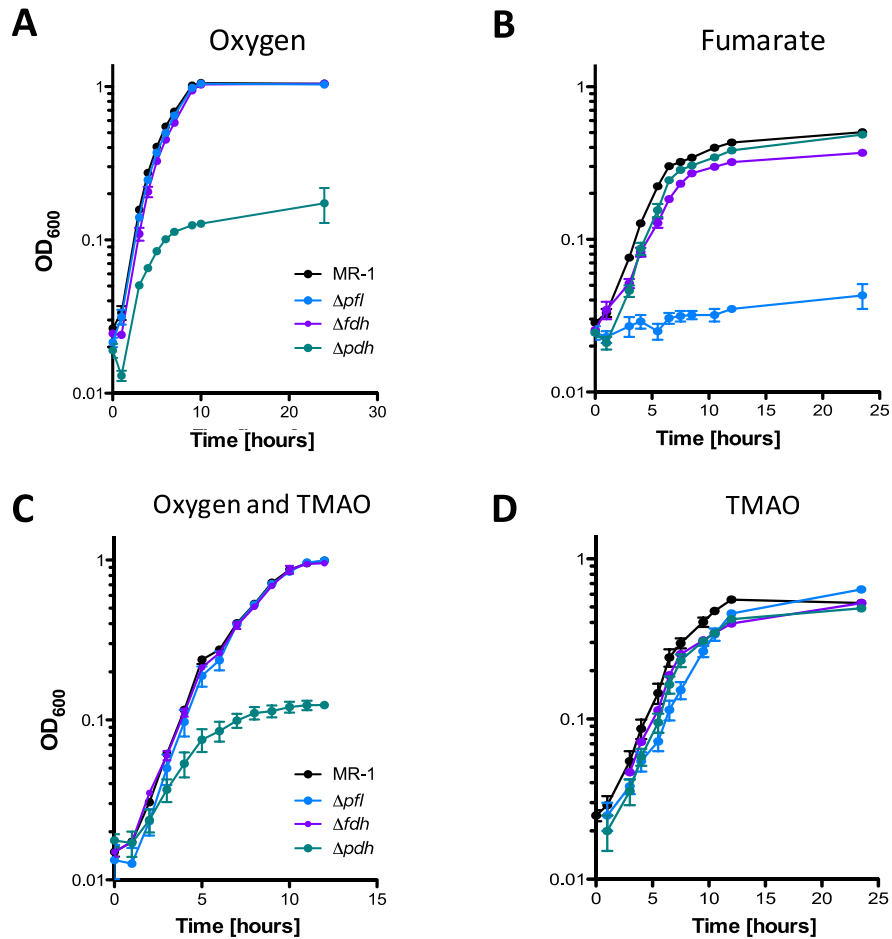 A
Oxygen
1
0.1
0.01
OD600
0
10
20
30
Time [hours]
MR-1
Δpfl
Δfdh
Δpdh
B
Fumarate
1
0.1
0.01
0
5
10
15
20
25
Time [hours]
C
Oxygen and TMAO
1
0.1
0.01
OD600
0
5
10
15
Time [hours]
MR-1
Δpfl
Δfdh
Δpdh
D
TMAO
1
0.1
0.01
0
5
10
15
20
25
Time [hours]